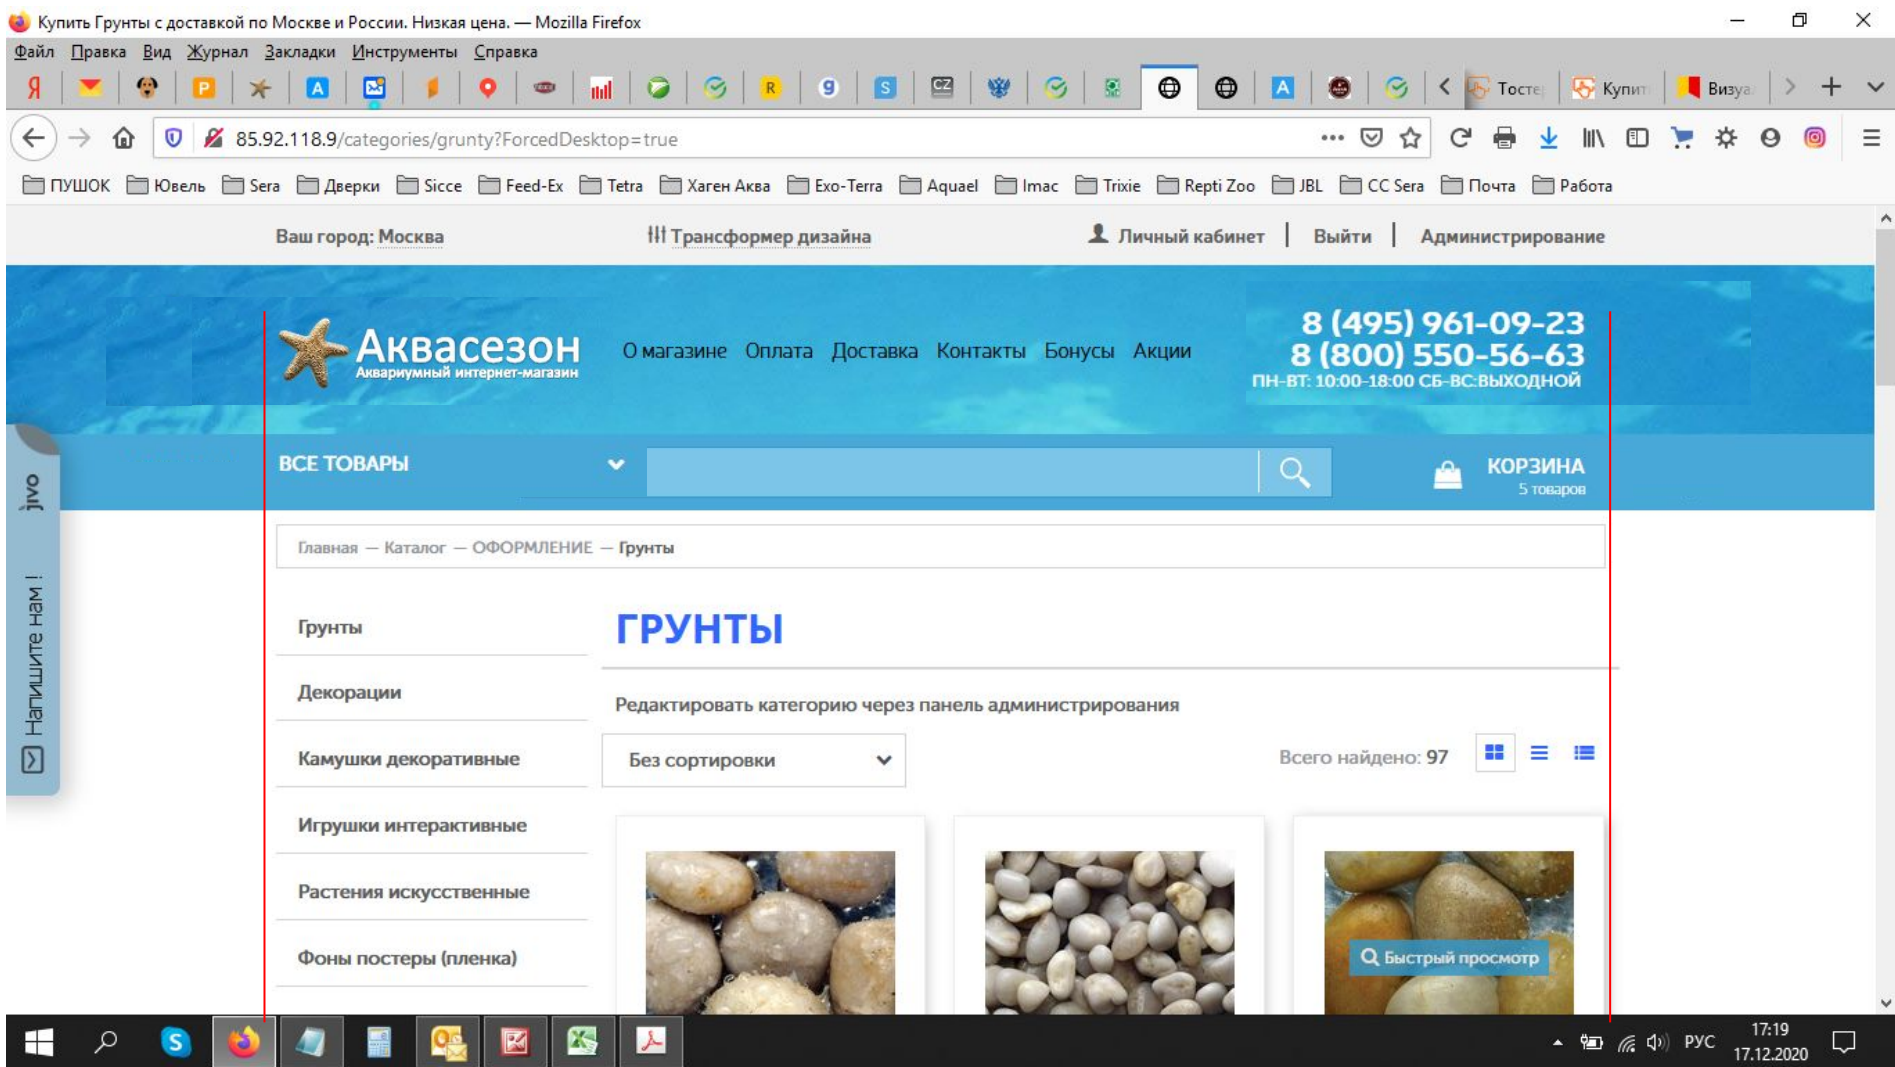 Купить Грунты с доставкой по Москве и России. Низкая цена. — Mozilla Firefox
Файл Правка Вид Журнал Закладки Инструменты Справка
Тостер Купит Визуа
85.92.118.9/categories/grunty?ForcedDesktop=true
ПУШОК Ювель Sera Дверки Sicce Feed-Ex Tetra Хаген Аква Exo-Terra Aquael Imac Trixie Repti Zoo JBL CC Sera Почта Работа
Ваш город: Москва Трансформер дизайна Личный кабинет Выйти Администрирование
Аквасезон
Аквариумный интернет-магазин
О магазине Оплата Доставка Контакты Бонусы Акции
8 (495) 961-09-23
8 (800) 550-56-63
ПН-ВТ: 10:00-18:00 СБ-ВС:ВЫХОДНОЙ
ВСЕ ТОВАРЫ
КОРЗИНА
5 товаров
jivo
Напишите нам !
Главная — Каталог — ОФОРМЛЕНИЕ — Грунты
Грунты
Декорации
Камушки декоративные
Игрушки интерактивные
Растения искусственные
Фоны постеры (пленка)
ГРУНТЫ
Редактировать категорию через панель администрирования
Без сортировки
Всего найдено: 97
Быстрый просмотр
РУС
17:19
17.12.2020